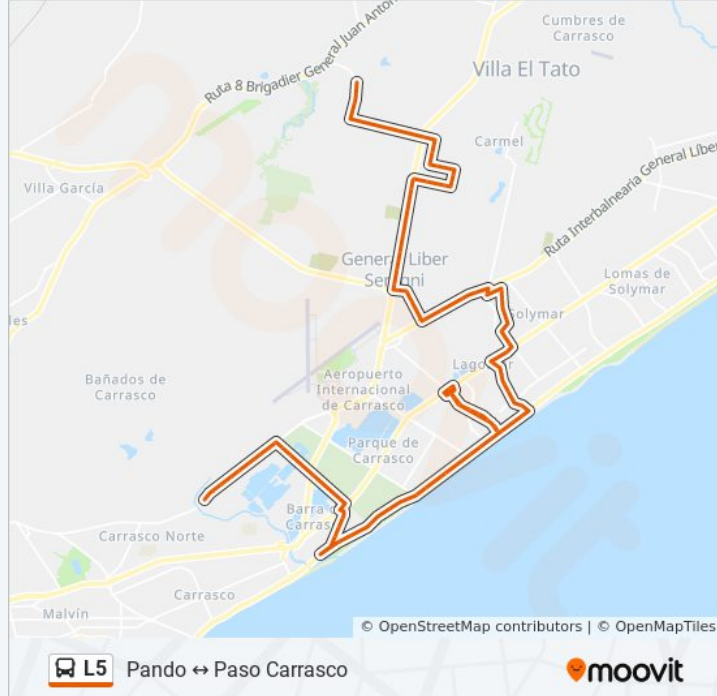 Cumbres de
Carrasco
Villa El Tato
Ruta 8 Brigadier General Juan Anton
Carmel
Villa García
Ruta Interbalnearia General Líber
General Liber
Seregni
Lomas de
Solymar
les
Solymar
Lagomar
Aeropuerto
Internacional
de Carrasco
Bañados de
Carrasco
Parque de
Carrasco
Barra de
Carrasco
Carrasco Norte
Carrasco
Malvín
© OpenStreetMap contributors | © OpenMapTiles
L5 Pando ↔ Paso Carrasco
moovit